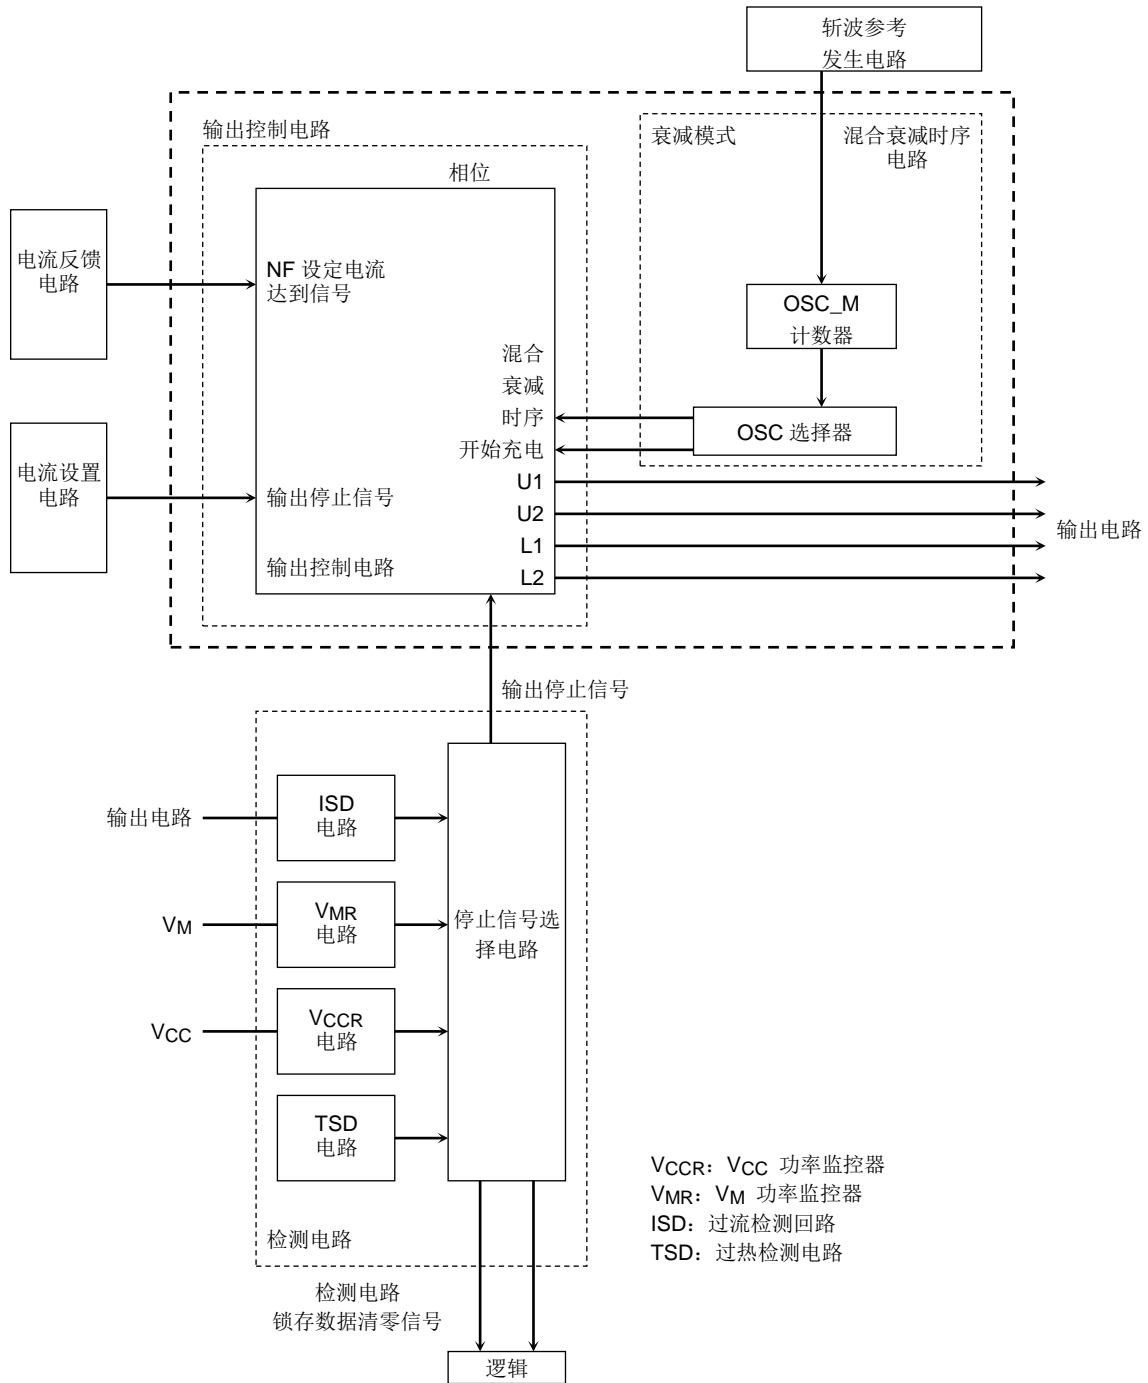 斩波参考
发生电路
输出控制电路
衰减模式
混合衰减时序
电路
相位
电流反馈
电路
NF 设定电流
达到信号
OSC_M
计数器
混合
衰减
时序
开始充电
OSC 选择器
电流设置
电路
输出停止信号
U1
U2
L1
L2
输出电路
输出控制电路
输出停止信号
输出电路
ISD
电路
VM
VMR
电路
停止信号选
择电路
VCC
VCCR
电路
TSD
电路
检测电路
VCCR：VCC 功率监控器
VMR：VM 功率监控器
ISD：过流检测回路
TSD：过热检测电路
检测电路
锁存数据清零信号
逻辑